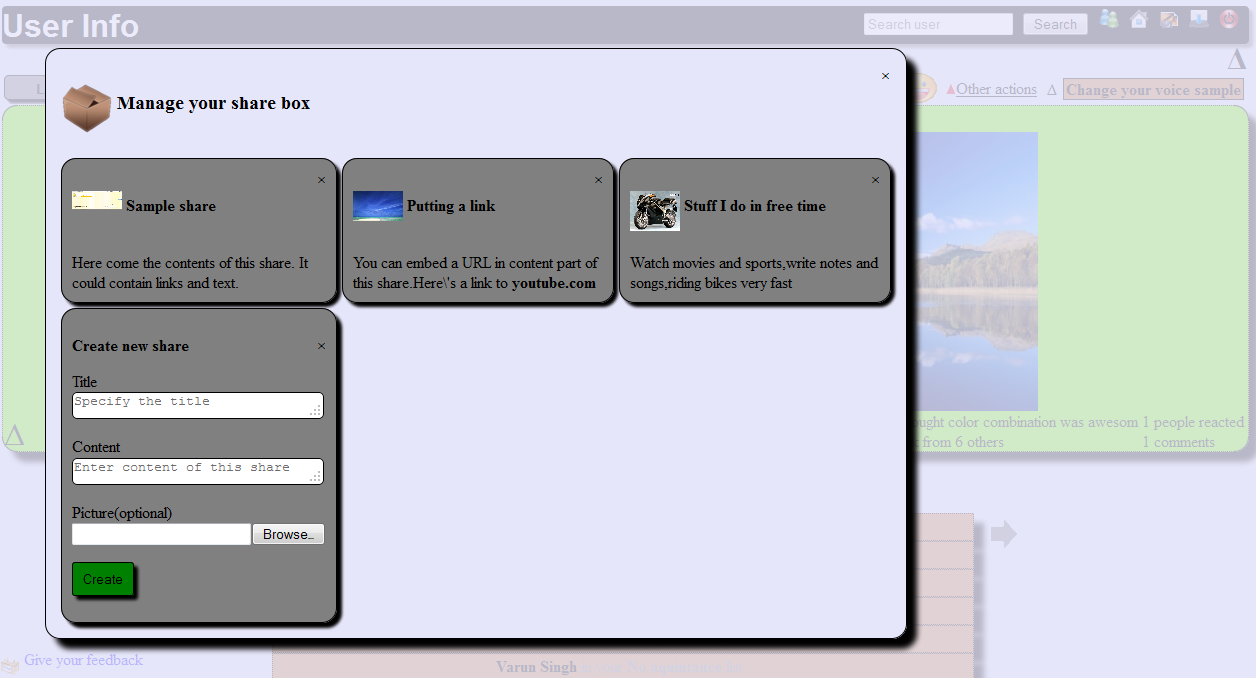 User Info
Search user
Search
×
Manage your share box
Other actions
Change your voice sample
×
Sample share
Here come the contents of this share. It
could contain links and text.
×
Putting a link
You can embed a URL in content part of
this share.Here\'s a link to youtube.com
×
Stuff I do in free time
Watch movies and sports,write notes and
songs,riding bikes very fast
Create new share
×
Title
Specify the title
Content
Enter content of this share
Picture(optional)
Browse_
Create
color combination was awesom 1 people reacted
from 6 others
1 comments
Give your feedback
Varun Singh